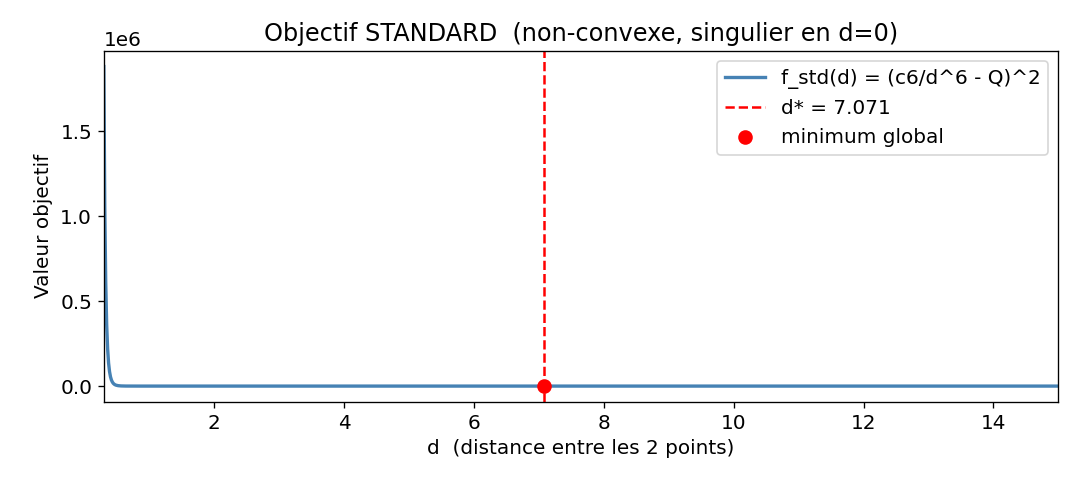 Objectif STANDARD  (non-convexe, singulier en d=0)
1e6
f_std(d) = (c6/d^6 - Q)^2
d* = 7.071
minimum global
Valeur objectif
1.5
1.0
0.5
0.0
2 4 6 8 10 12 14
d  (distance entre les 2 points)